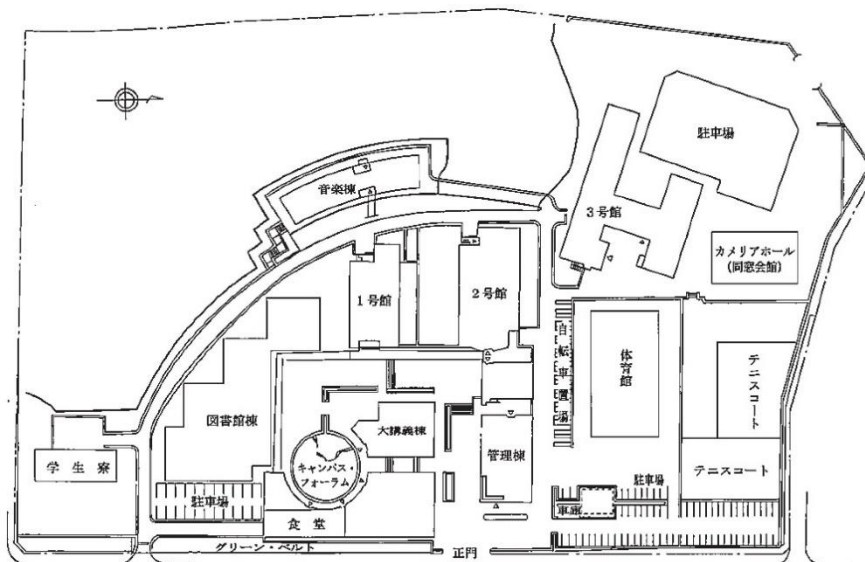 駐車場
音楽棟
3号館
カメリアホール
(同窓会館)
1号館
2号館
自転車置場
体育館
テニスコート
図書館棟
大講義棟
管理棟
キャンパス・
フォーラム
学生寮
駐車場
駐車場
車庫
テニスコート
食堂
グリーン・ベルト
正門